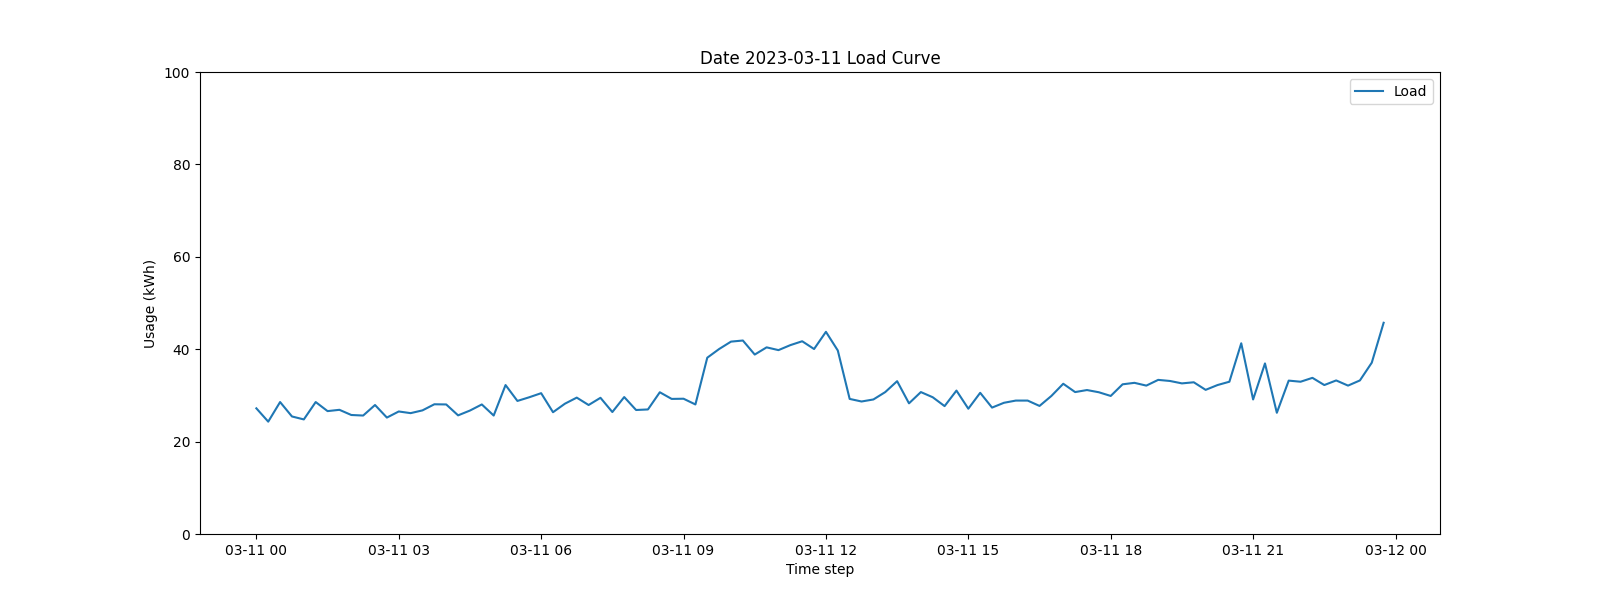 Date 2023-03-11 Load Curve
Load
Usage (kWh)
100
80
60
40
20
0
03-11 00 03-11 03 03-11 06 03-11 09 03-11 12 03-11 15 03-11 18 03-11 21 03-12 00
Time step